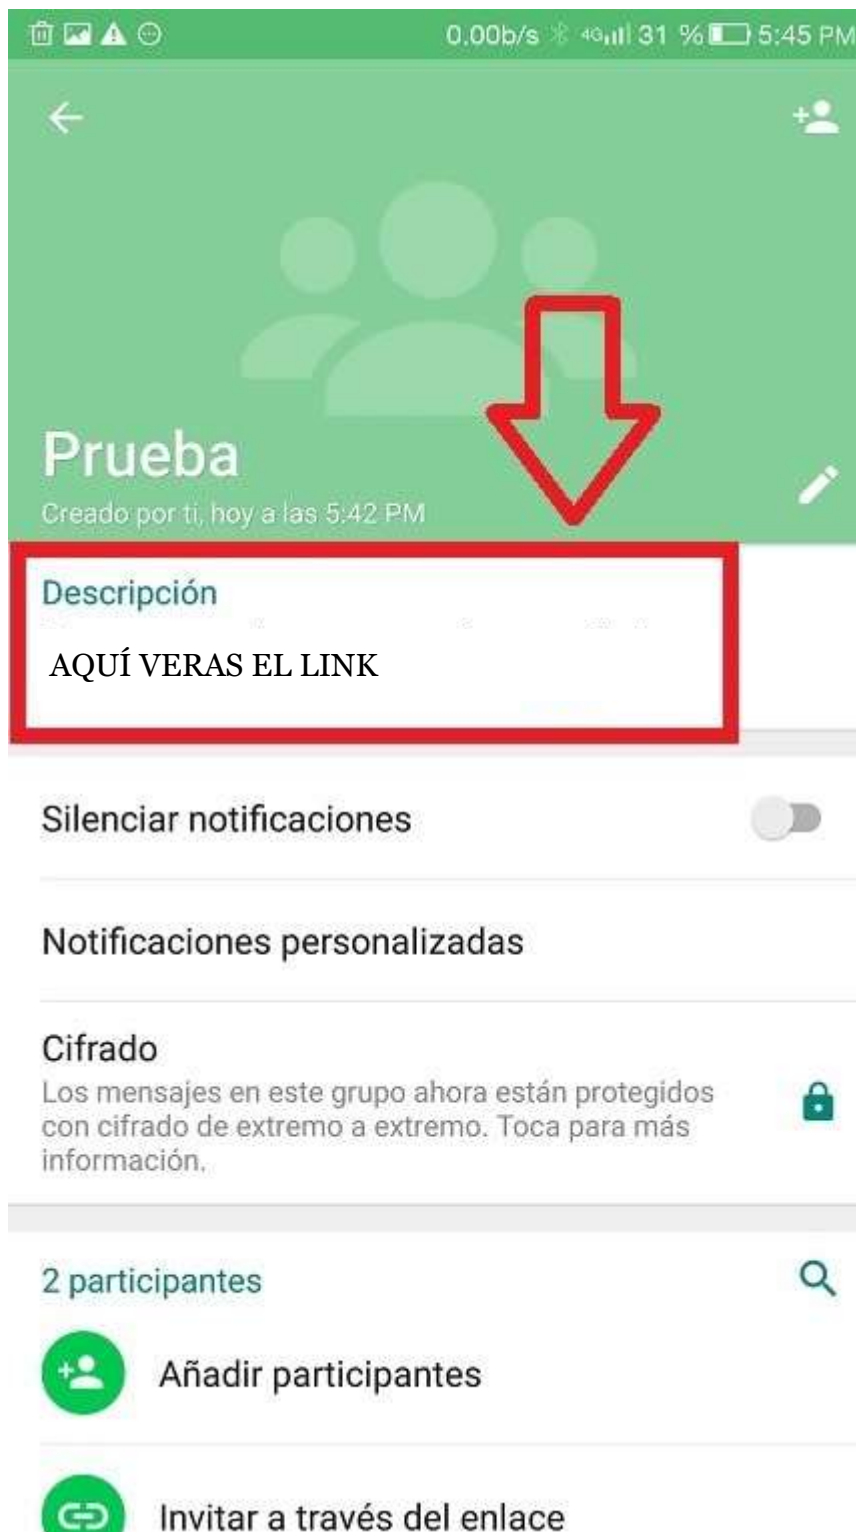 0.00b/s 4G 31 % 5:45 PM
Prueba
Creado por ti, hoy a las 5:42 PM
Descripción
AQUÍ VERAS EL LINK
Silenciar notificaciones
Notificaciones personalizadas
Cifrado
Los mensajes en este grupo ahora están protegidos
con cifrado de extremo a extremo. Toca para más
información.
2 participantes
Añadir participantes
Invitar a través del enlace